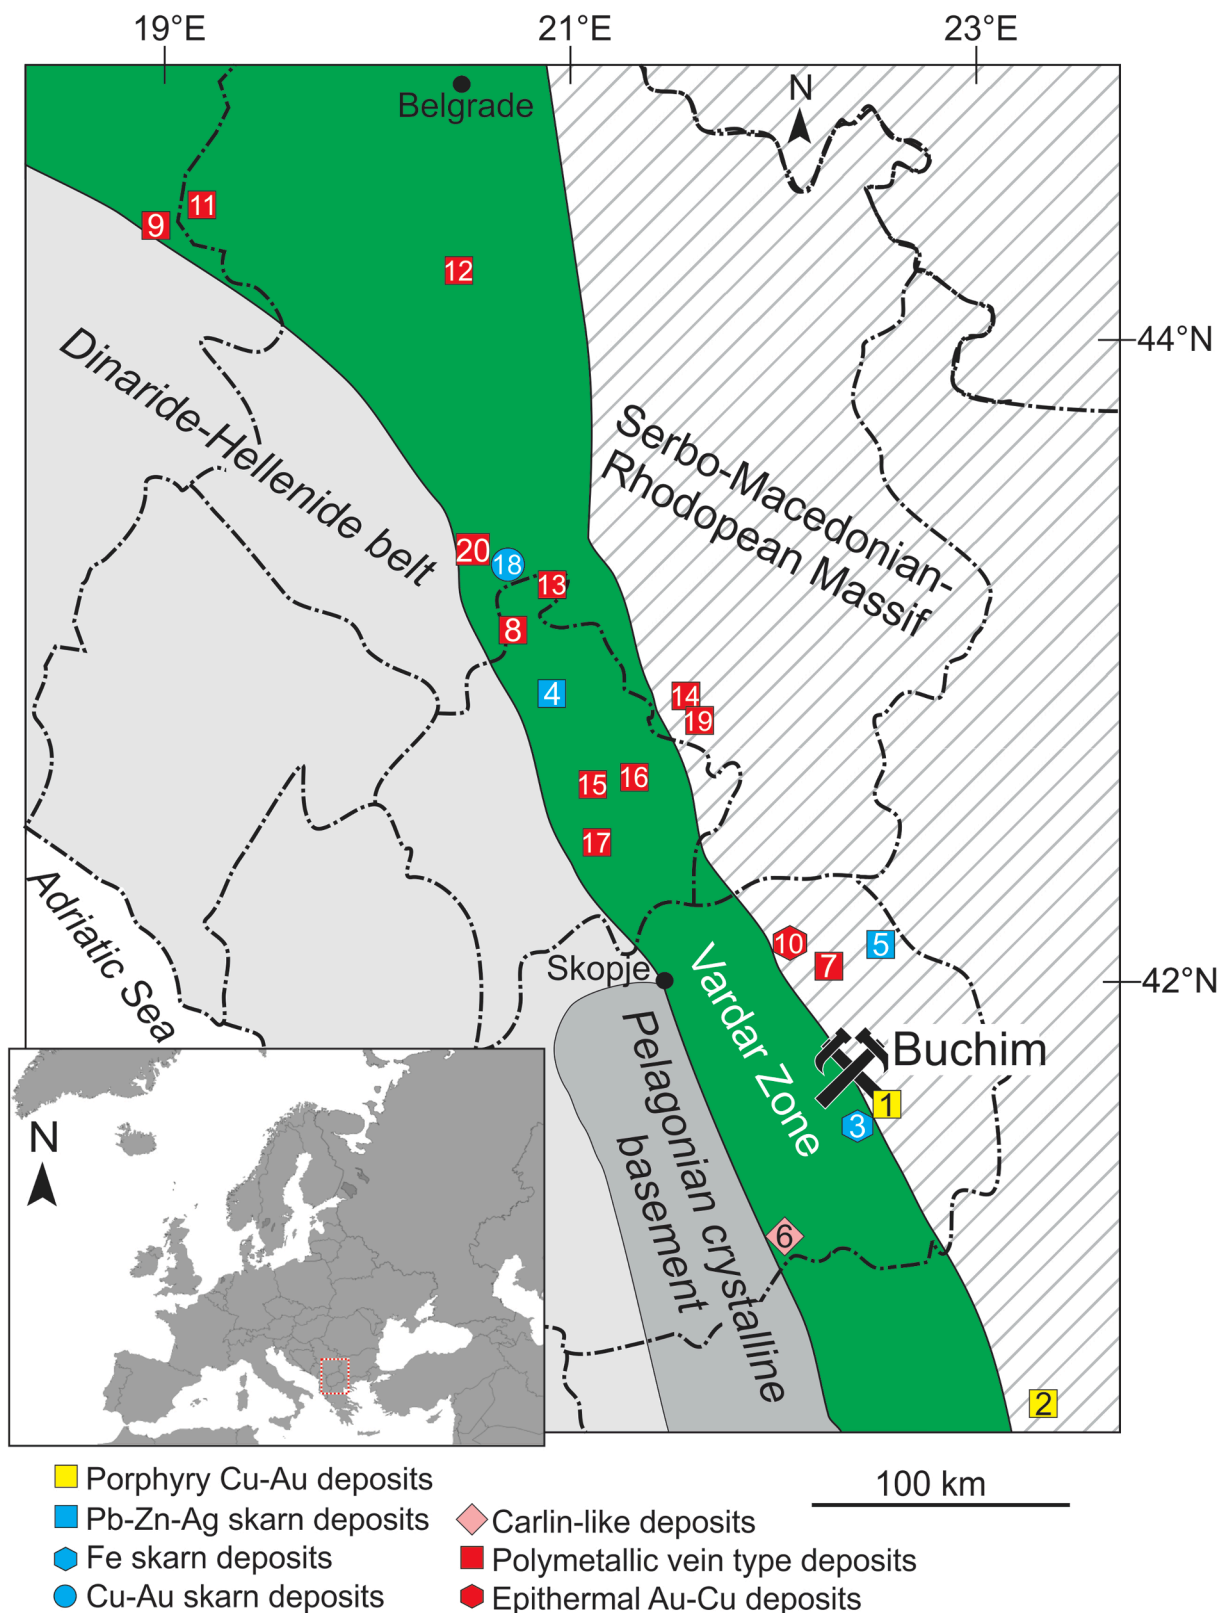 19°E 21°E 23°E
N
Belgrade
11
9
12
44°N
Dinaride-Hellenide belt
Serbo-Macedonian-
Rhodopean Massif
20
18
13
8
4
14
19
15
16
17
Adriatic Sea
10
5
7
Skopje
42°N
Vardar Zone
Buchim
1
3
Pelagonian crystalline
basement
6
2
N
Porphyry Cu-Au deposits
Pb-Zn-Ag skarn deposits
Fe skarn deposits
Cu-Au skarn deposits
100 km
Carlin-like deposits
Polymetallic vein type deposits
Epithermal Au-Cu deposits